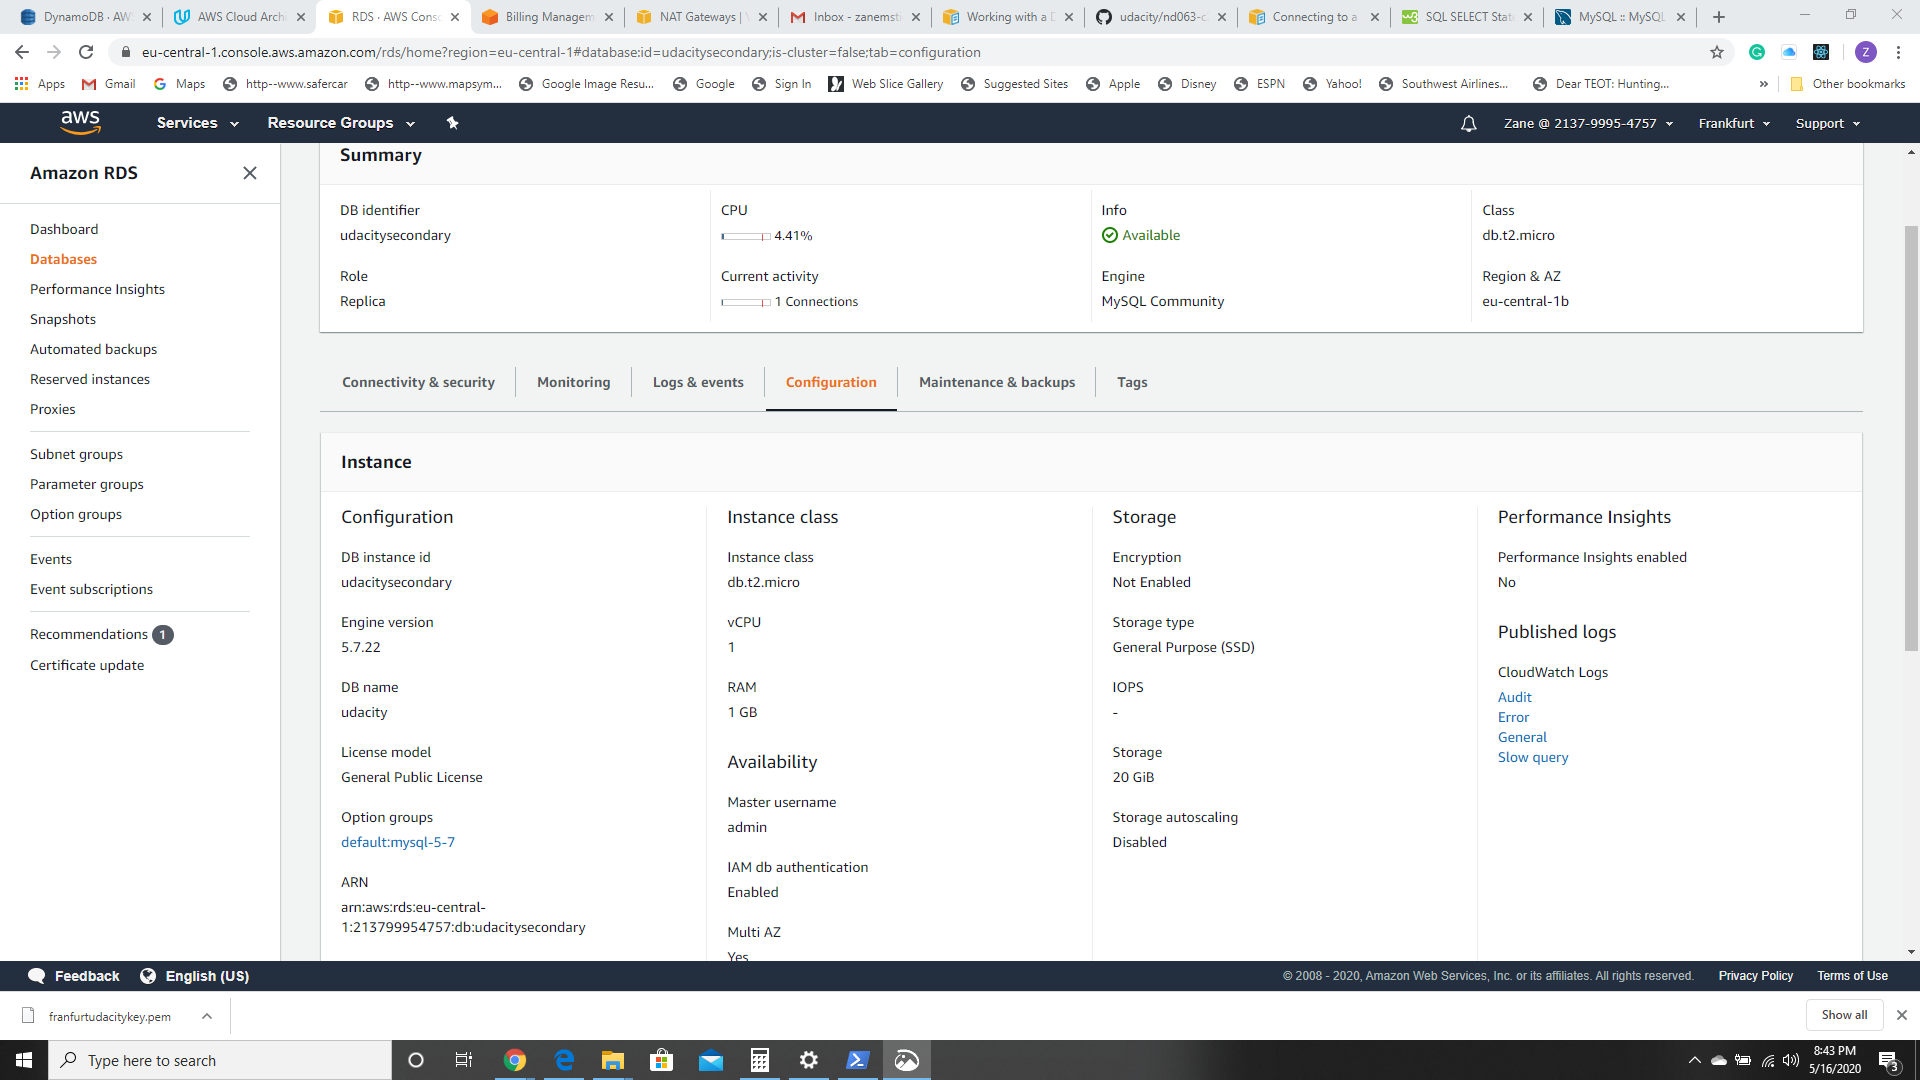 DynamoDB · AW
AWS Cloud Archi
RDS · AWS Conso
Billing Managem
NAT Gateways | V
Inbox - zanemsti
Working with a D
udacity/nd063-c
Connecting to a
SQL SELECT State
MySQL :: MySQL
eu-central-1.console.aws.amazon.com/rds/home?region=eu-central-1#database:id=udacitysecondary;is-cluster=false;tab=configuration
Z
Apps
Gmail
Maps
http--www.safercar
http--www.mapsym...
Google Image Resu...
Google
Sign In
Web Slice Gallery
Suggested Sites
Apple
Disney
ESPN
Yahoo!
Southwest Airlines...
Dear TEOT: Hunting...
»
Other bookmarks
aws
Services
Resource Groups
Zane @ 2137-9995-4757
Frankfurt
Support
Amazon RDS
Dashboard
Databases
Performance Insights
Snapshots
Automated backups
Reserved instances
Proxies
Subnet groups
Parameter groups
Option groups
Events
Event subscriptions
Recommendations 1
Certificate update
Summary
DB identifier
udacitysecondary
Role
Replica
CPU
4.41%
Current activity
1 Connections
Info
Available
Engine
MySQL Community
Class
db.t2.micro
Region & AZ
eu-central-1b
Connectivity & security
Monitoring
Logs & events
Configuration
Maintenance & backups
Tags
Instance
Configuration
DB instance id
udacitysecondary
Engine version
5.7.22
DB name
udacity
License model
General Public License
Option groups
default:mysql-5-7
ARN
arn:aws:rds:eu-central-
1:213799954757:db:udacitysecondary
Instance class
Instance class
db.t2.micro
vCPU
1
RAM
1 GB
Availability
Master username
admin
IAM db authentication
Enabled
Multi AZ
Yes
Storage
Encryption
Not Enabled
Storage type
General Purpose (SSD)
IOPS
-
Storage
20 GiB
Storage autoscaling
Disabled
Performance Insights
Performance Insights enabled
No
Published logs
CloudWatch Logs
Audit
Error
General
Slow query
Feedback
English (US)
© 2008 - 2020, Amazon Web Services, Inc. or its affiliates. All rights reserved.
Privacy Policy
Terms of Use
franfurtudacitykey.pem
Show all
Type here to search
8:43 PM
5/16/2020
3